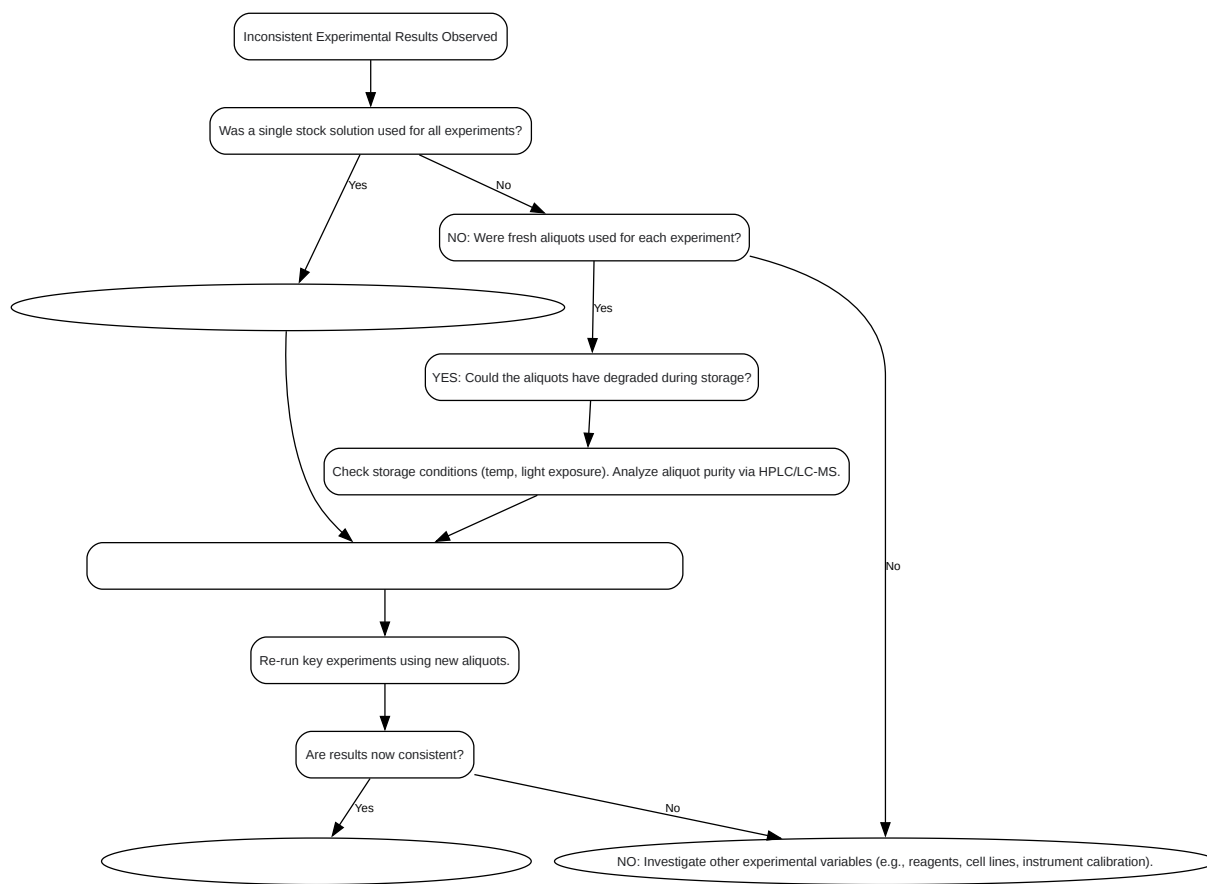 Inconsistent Experimental Results Observed
Was a single stock solution used for all experiments?
Yes
No
NO: Were fresh aliquots used for each experiment?
Yes
YES: Could the aliquots have degraded during storage?
Check storage conditions (temp, light exposure). Analyze aliquot purity via HPLC/LC-MS.
No
Re-run key experiments using new aliquots.
Are results now consistent?
Yes
No
NO: Investigate other experimental variables (e.g., reagents, cell lines, instrument calibration).